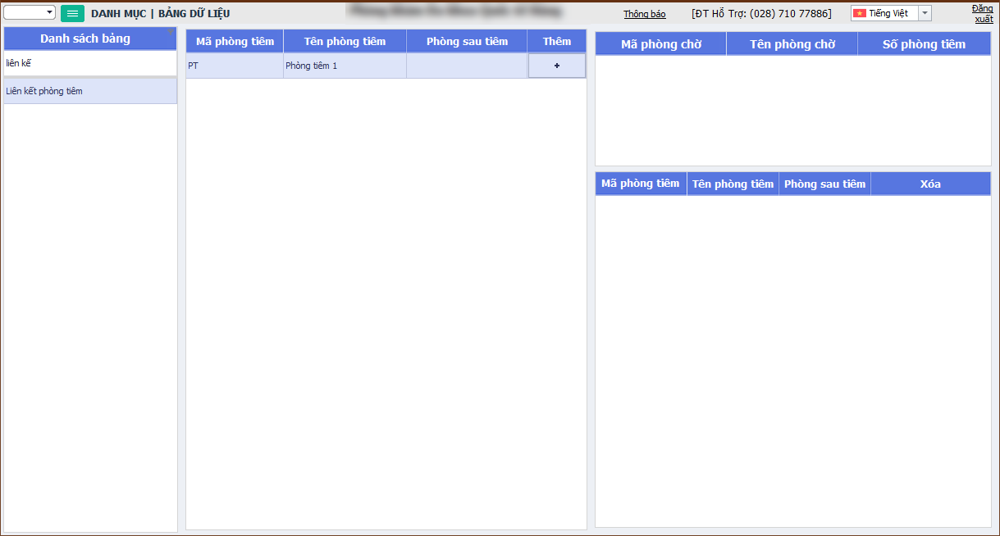 DANH MỤC | BẢNG DỮ LIỆU
Thông báo
[ĐT Hỗ Trợ: (028) 710 77886]
Tiếng Việt
Đăng
xuất
Danh sách bảng
liên kế
Liên kết phòng tiêm
Mã phòng tiêm Tên phòng tiêm Phòng sau tiêm Thêm
PT Phòng tiêm 1 +
Mã phòng chờ Tên phòng chờ Số phòng tiêm
Mã phòng tiêm Tên phòng tiêm Phòng sau tiêm Xóa